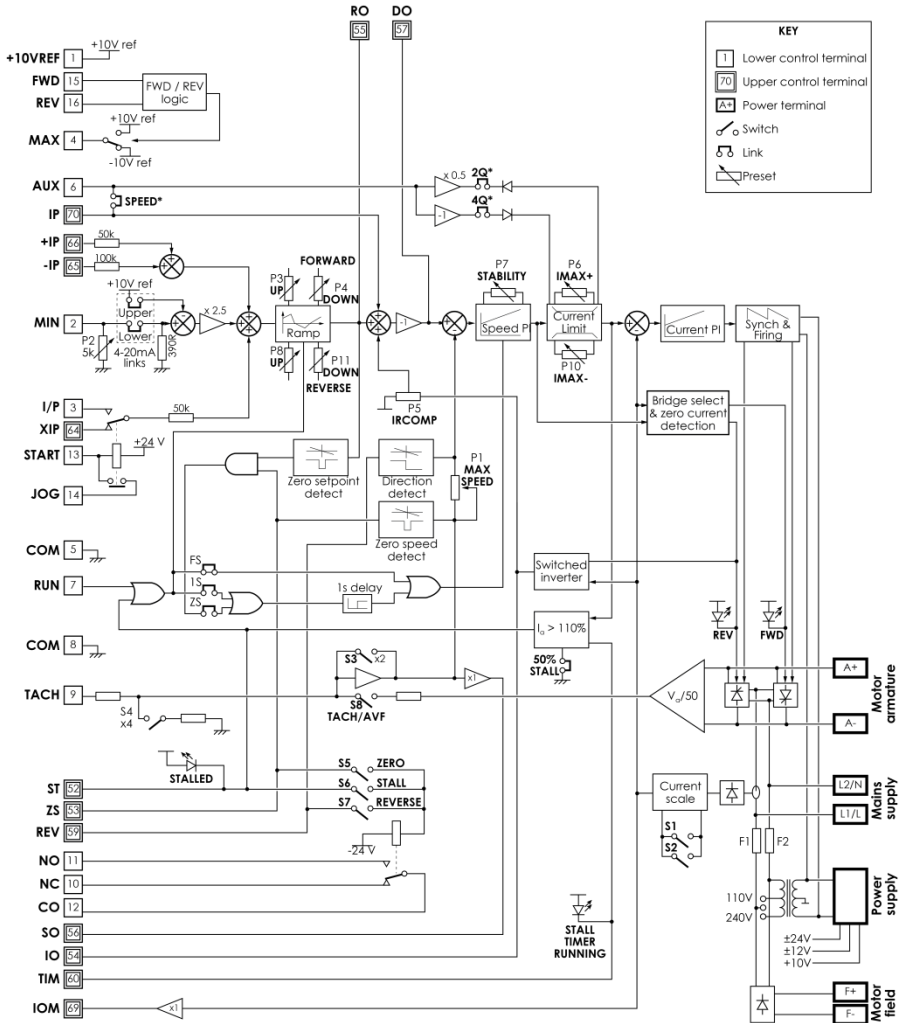 RO
55
DO
57
KEY
1 Lower control terminal
70 Upper control terminal
A+ Power terminal
Switch
Link
Preset
+10VREF 1 +10V ref
FWD 15
REV 16
FWD / REV
logic
+10V ref
MAX 4
-10V ref
AUX 6
SPEED*
IP 70
x 0.5
2Q*
-1
4Q*
+IP 66 50k
-IP 65 100k
+10V ref
Upper
Lower
4-20mA
links
MIN 2
P2
5k
390k
x 2.5
FORWARD
P3
UP
P4
DOWN
Ramp
P8
UP
P11
DOWN
REVERSE
-1
P7
STABILITY
Speed PI
P6
IMAX+
Current
Limit
P10
IMAX-
Current PI
Synch &
Firing
P5
IRCOMP
Bridge select
& zero current
detection
I/P 3
XIP 64
50k
START 13
+24 V
JOG 14
Zero setpoint
detect
Direction
detect
P1
MAX
SPEED
Zero speed
detect
COM 5
RUN 7
FS
1S
ZS
1s delay
Switched
inverter
Ia > 110%
50%
STALL
REV
FWD
COM 8
TACH 9
S4
x4
S3
x2
S8
TACH/AVF
x1
Va/50
A+
A-
Motor
armature
STALLED
S5 ZERO
S6 STALL
S7 REVERSE
-24 V
ST 52
ZS 53
REV 59
NO 11
NC 10
CO 12
SO 56
IO 54
TIM 60
IOM 69
x1
STALL
TIMER
RUNNING
Current
scale
S1
S2
L2/N
L1/L
Mains
supply
F1
F2
110V
240V
Power
supply
±24V
±12V
+10V
F+
F-
Motor
field